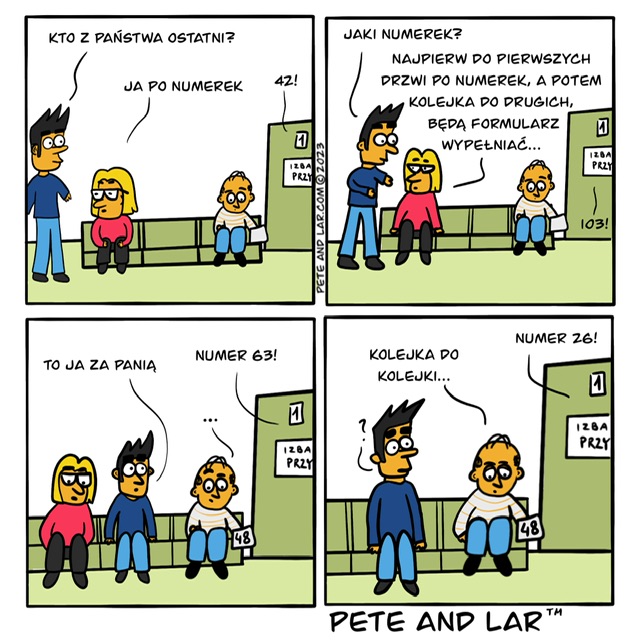 KTO Z PAŃSTWA OSTATNI?
JA PO NUMEREK
42!
1
IZBA
PRZY
JAKI NUMEREK?
NAJPIERW DO PIERWSZYCH
DRZWI PO NUMEREK, A POTEM
KOLEJKA DO DRUGICH,
BĘDĄ FORMULARZ
WYPEŁNIAĆ...
1
IZBA
PRZY
103!
PETE AND LAR.COM © 2023
TO JA ZA PANIĄ
NUMER 63!
...
1
IZBA
PRZY
48
KOLEJKA DO
KOLEJKI...
NUMER 26!
?
1
IZBA
PRZY
48
PETE AND LAR™